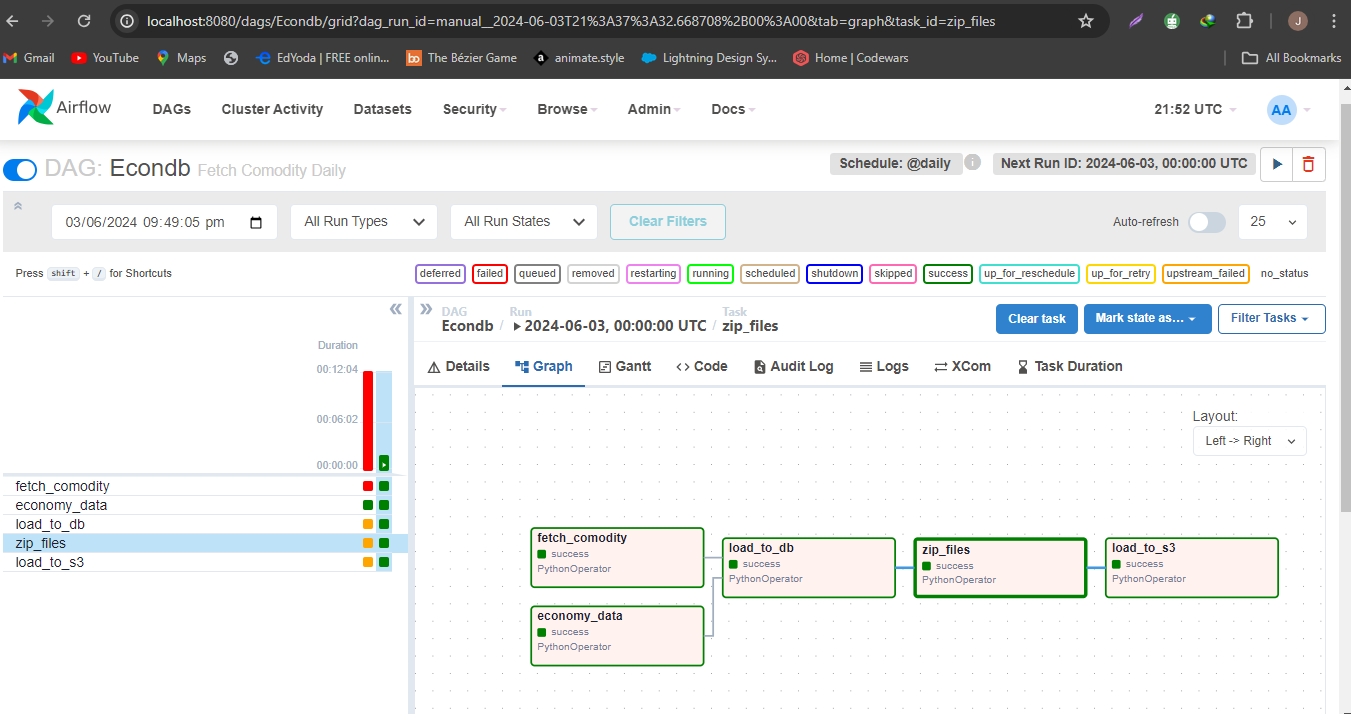 localhost:8080/dags/Econdb/grid?dag_run_id=manual__2024-06-03T21%3A37%3A32.668708%2B00%3A00&tab=graph&task_id=zip_files
J
Gmail YouTube Maps EdYoda | FREE onlin... bo The Bézier Game a animate.style Lightning Design Sy... Home | Codewars All Bookmarks
Airflow DAGs Cluster Activity Datasets Security Browse Admin Docs 21:52 UTC AA
DAG: Econdb Fetch Comodity Daily Schedule: @daily i Next Run ID: 2024-06-03, 00:00:00 UTC
03/06/2024 09:49:05 pm All Run Types All Run States Clear Filters Auto-refresh 25
Press shift + / for Shortcuts deferred failed queued removed restarting running scheduled shutdown skipped success up_for_reschedule up_for_retry upstream_failed no_status
DAG Run Task
Econdb / 2024-06-03, 00:00:00 UTC / zip_files
Clear task Mark state as... Filter Tasks
Details Graph Gantt Code Audit Log Logs XCom Task Duration
Duration
00:12:04
00:06:02
00:00:00
fetch_comodity
economy_data
load_to_db
zip_files
load_to_s3
Layout:
Left -> Right
fetch_comodity
success
PythonOperator
economy_data
success
PythonOperator
load_to_db
success
PythonOperator
zip_files
success
PythonOperator
load_to_s3
success
PythonOperator